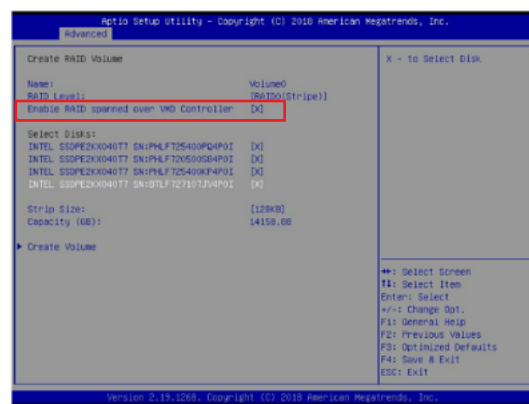 Aptio Setup Utility - Copyright (C) 2018 American Megatrends, Inc.
Advanced
Create RAID Volume
X - to Select Disk
Name: Volume0
RAID Level: [RAID0(Stripe)]
Enable RAID spanned over VMD Controller [X]
Select Disks:
INTEL SSDPE2KX040T7 SN:PHLF725400PQ4P0I [X]
INTEL SSDPE2KX040T7 SN:PHLF720500S84P0I [X]
INTEL SSDPE2KX040T7 SN:PHLF725400KP4P0I [X]
INTEL SSDPE2KX040T7 SN:BTLF727107JV4P0I [X]
Strip Size: [128KB]
Capacity (GB): 14158.88
Create Volume
: Select Screen
: Select Item
Enter: Select
+/-: Change Opt.
F1: General Help
F2: Previous Values
F3: Optimized Defaults
F4: Save & Exit
ESC: Exit
Version 2.19.1268. Copyright (C) 2018 American Megatrends, Inc.